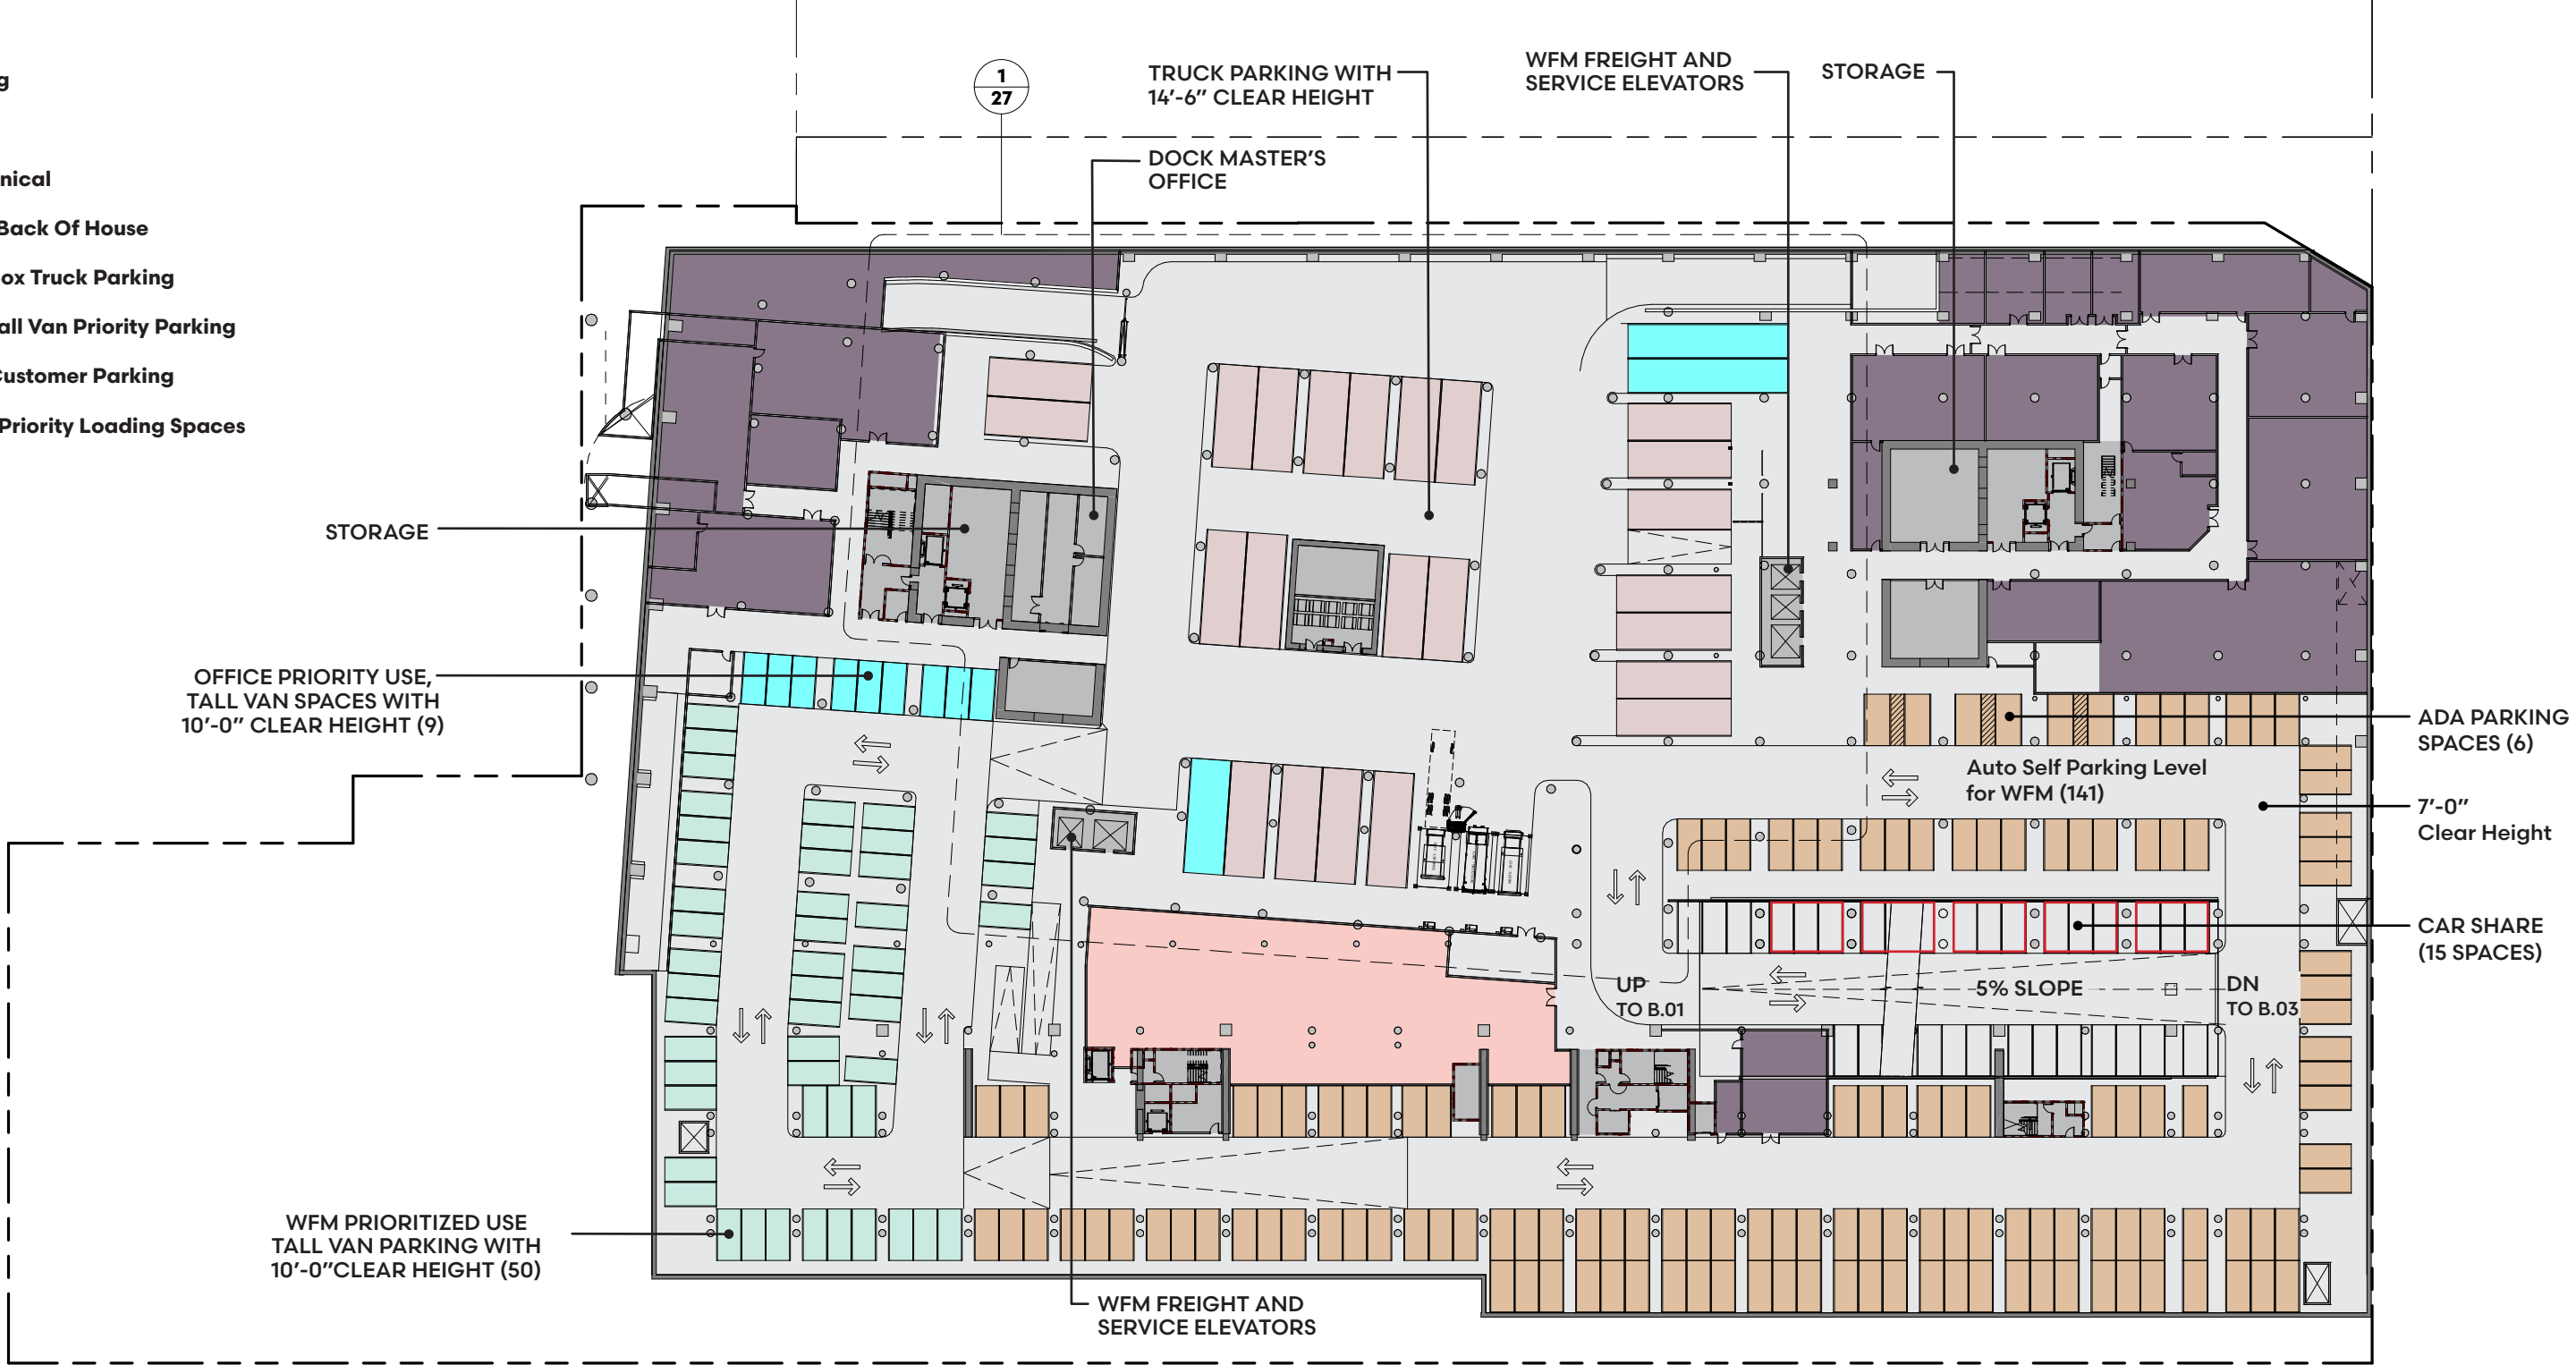 g
nical
Back Of House
ox Truck Parking
all Van Priority Parking
Customer Parking
Priority Loading Spaces
1
27
TRUCK PARKING WITH
14'-6" CLEAR HEIGHT
DOCK MASTER'S
OFFICE
WFM FREIGHT AND
SERVICE ELEVATORS
STORAGE
STORAGE
OFFICE PRIORITY USE,
TALL VAN SPACES WITH
10'-0" CLEAR HEIGHT (9)
ADA PARKING
SPACES (6)
Auto Self Parking Level
for WFM (141)
7'-0"
Clear Height
CAR SHARE
(15 SPACES)
UP
TO B.01
5% SLOPE
DN
TO B.03
WFM PRIORITIZED USE
TALL VAN PARKING WITH
10'-0"CLEAR HEIGHT (50)
WFM FREIGHT AND
SERVICE ELEVATORS